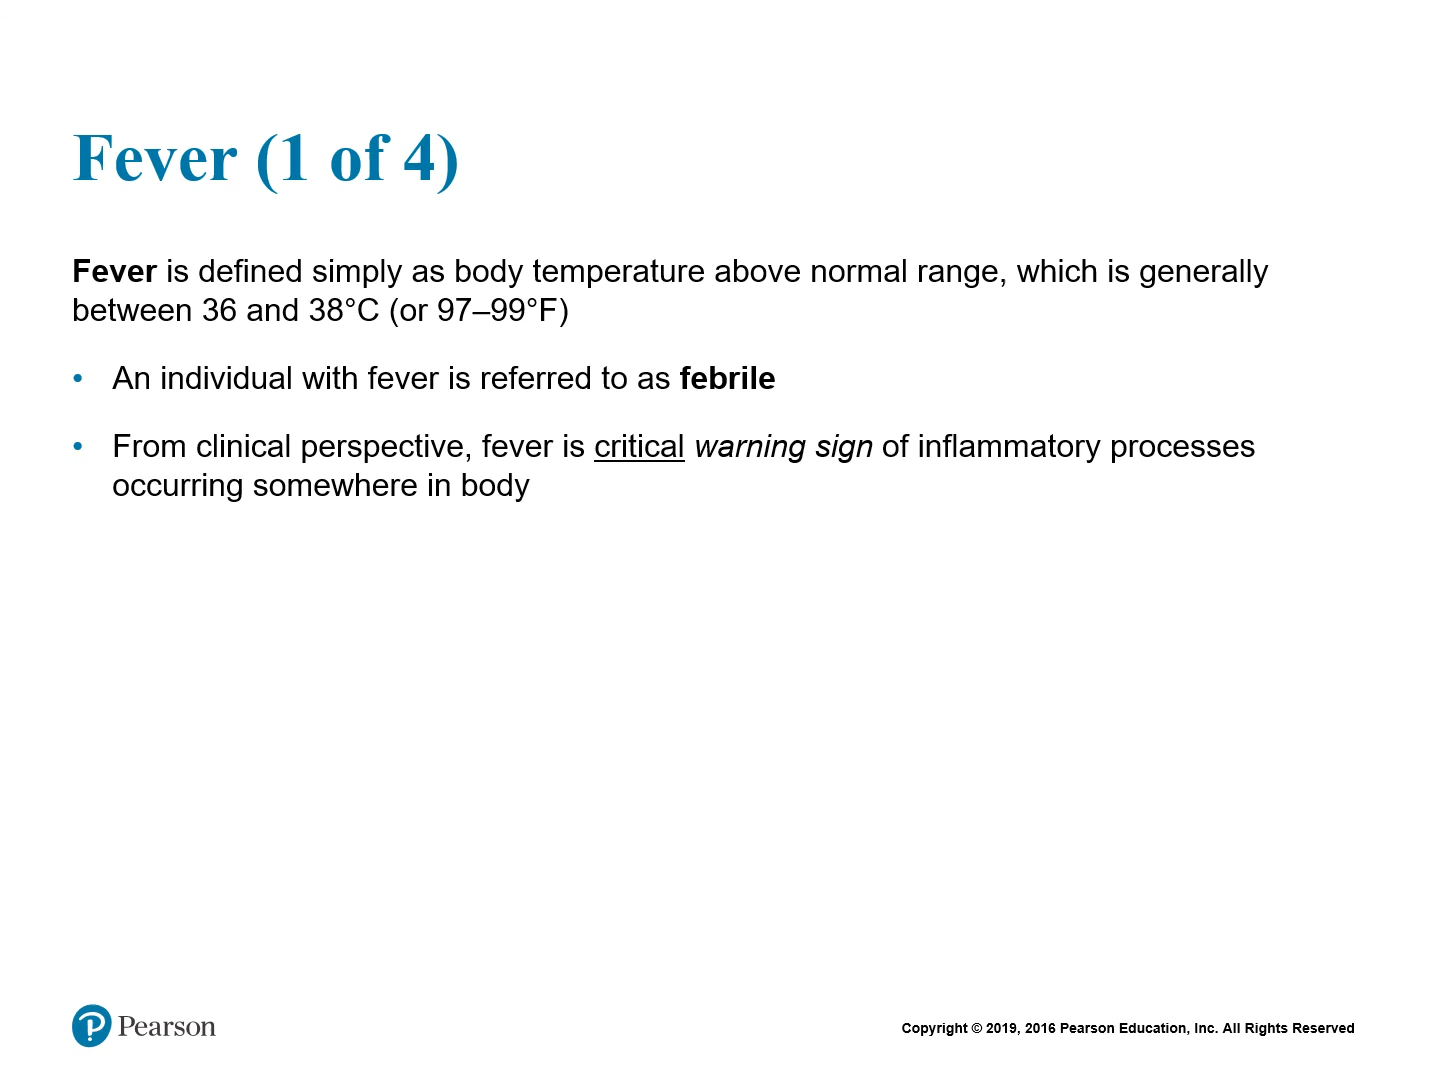 Fever (1 of 4)
Fever is defined simply as body temperature above normal range, which is generally
between 36 and 38°C (or 97–99°F)
• An individual with fever is referred to as febrile
• From clinical perspective, fever is critical warning sign of inflammatory processes
occurring somewhere in body
Pearson
Copyright © 2019, 2016 Pearson Education, Inc. All Rights Reserved